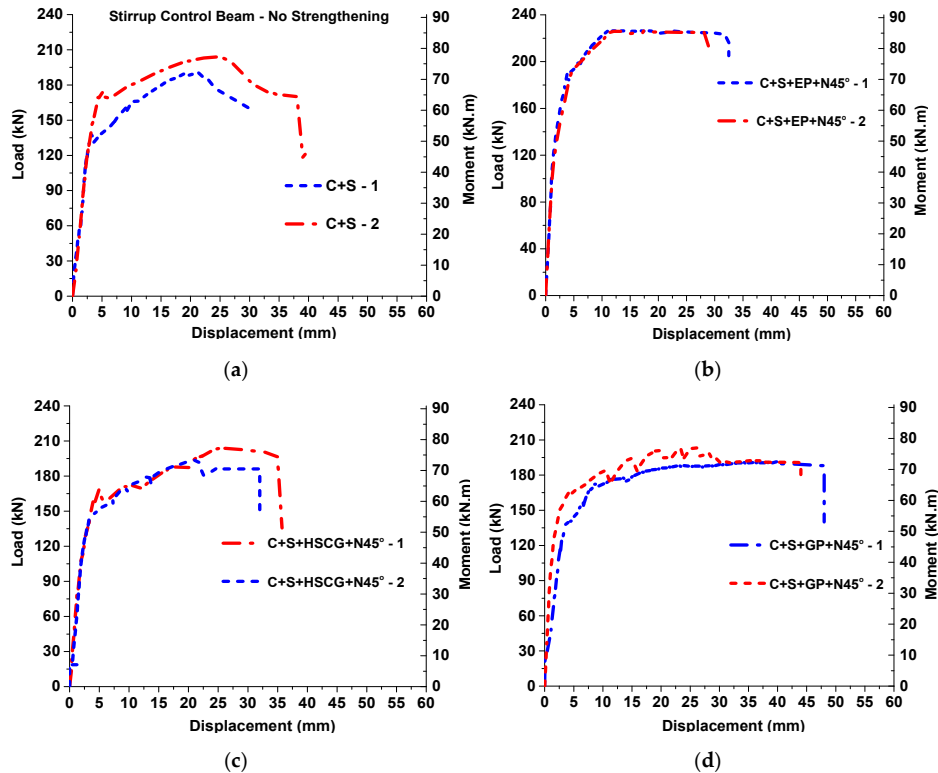 Stirrup Control Beam - No Strengthening
240
210
180
150
120
90
60
30
0
Load (kN)
0 5 10 15 20 25 30 35 40 45 50 55 60
Displacement (mm)
90
80
70
60
50
40
30
20
10
0
Moment (kN.m)
C+S - 1
C+S - 2
(a)
240
200
160
120
80
40
0
Load (kN)
0 5 10 15 20 25 30 35 40 45 50 55 60
Displacement (mm)
90
80
70
60
50
40
30
20
10
0
Moment (kN.m)
C+S+EP+N45° - 1
C+S+EP+N45° - 2
(b)
240
210
180
150
120
90
60
30
0
Load (kN)
0 5 10 15 20 25 30 35 40 45 50 55 60
Displacement (mm)
90
80
70
60
50
40
30
20
10
0
Moment (kN.m)
C+S+HSCG+N45° - 1
C+S+HSCG+N45° - 2
(c)
240
210
180
150
120
90
60
30
0
Load (kN)
0 5 10 15 20 25 30 35 40 45 50 55 60
Displacement (mm)
90
80
70
60
50
40
30
20
10
0
Moment (kN.m)
C+S+GP+N45° - 1
C+S+GP+N45° - 2
(d)